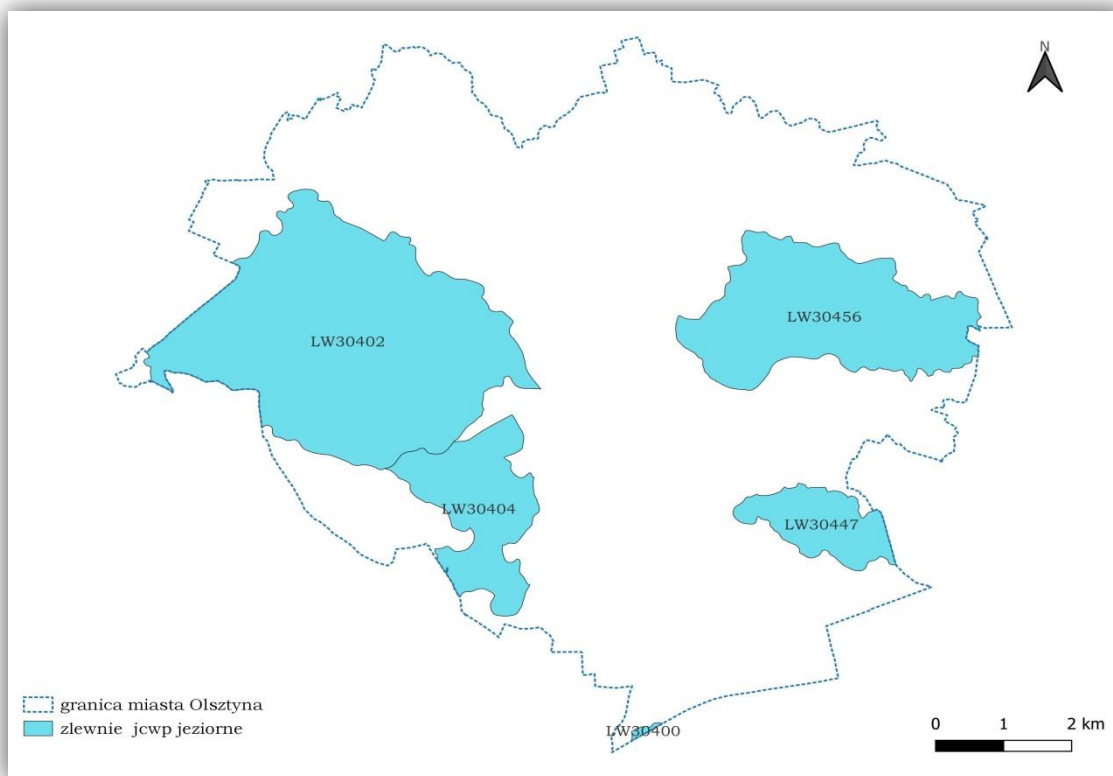 N
LW30402
LW30456
LW30404
LW30447
LW30400
granica miasta Olsztyna
zlewnie jcwp jeziorne
0 1 2 km